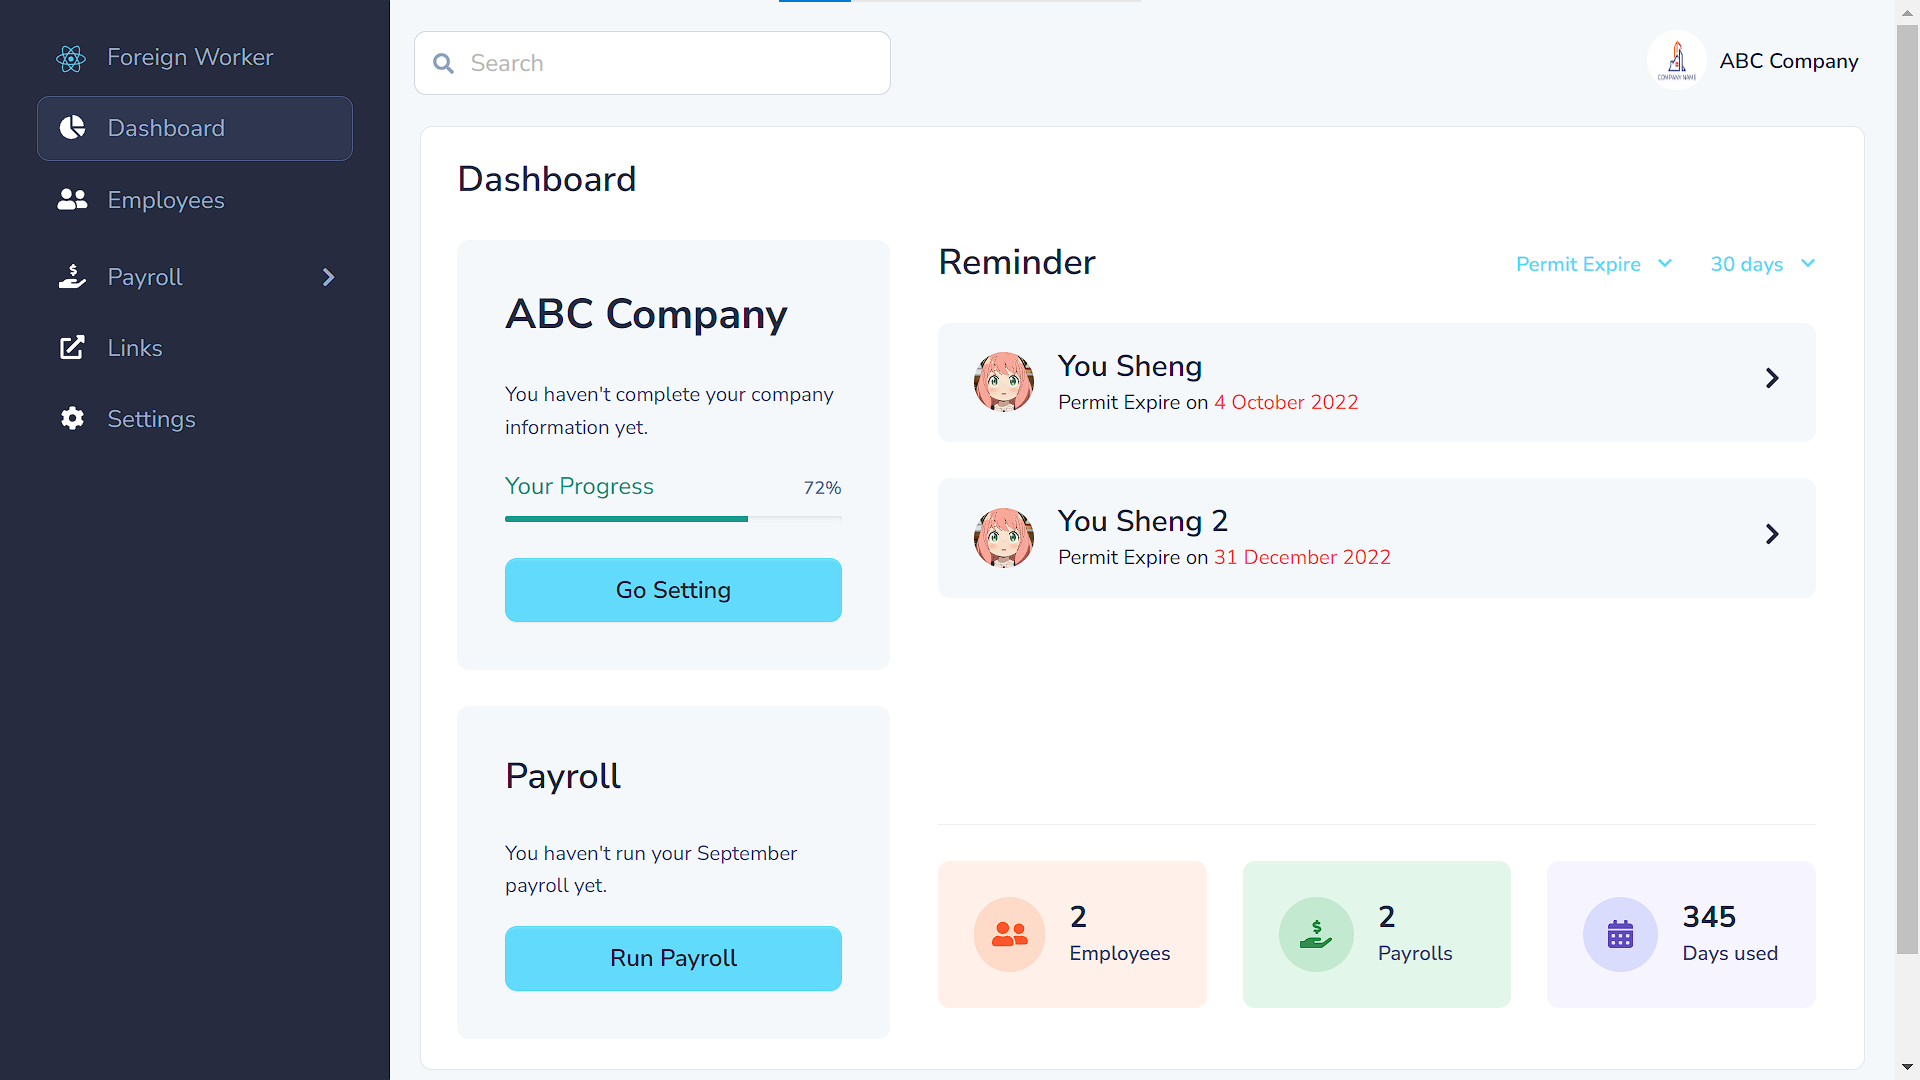 Foreign Worker
Dashboard
Employees
Payroll
Links
Settings
Search
COMPANY NAME
ABC Company
Dashboard
ABC Company
You haven't complete your company
information yet.
Your Progress
72%
Go Setting
Payroll
You haven't run your September
payroll yet.
Run Payroll
Reminder
Permit Expire
30 days
You Sheng
Permit Expire on 4 October 2022
You Sheng 2
Permit Expire on 31 December 2022
2
Employees
2
Payrolls
345
Days used